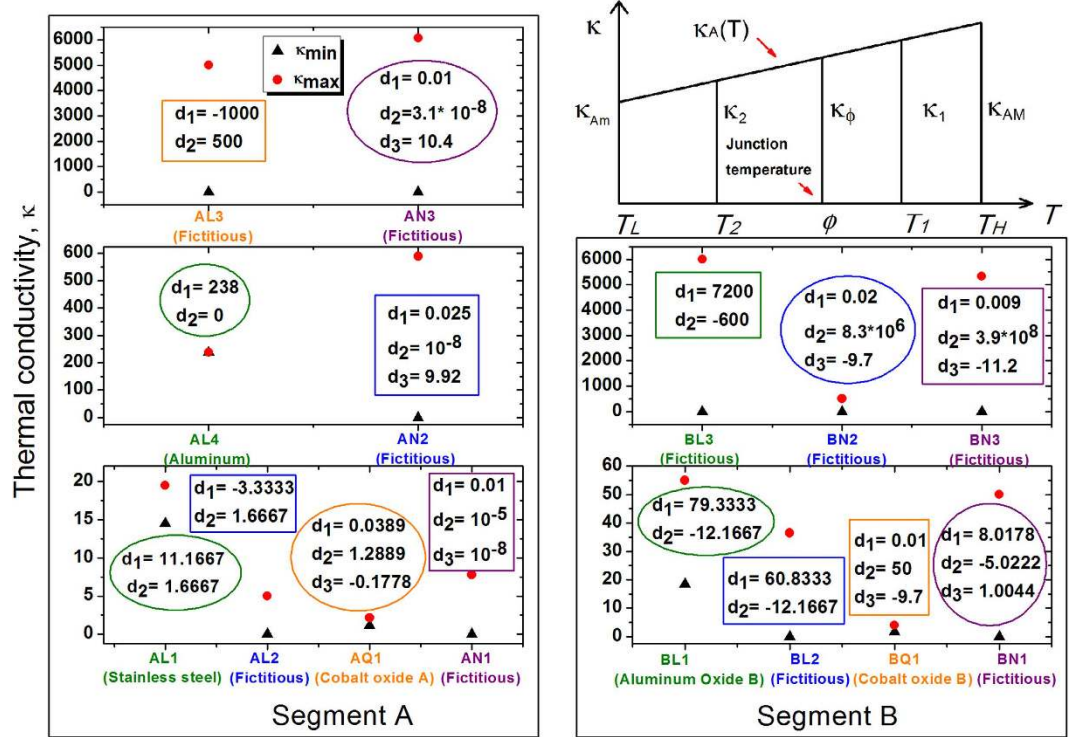 Thermal conductivity, κ
6000
5000
4000
3000
2000
1000
0
κmin
κmax
d1= -1000
d2= 500
d1= 0.01
d2=3.1* 10-8
d3= 10.4
AL3
(Fictitious)
AN3
(Fictitious)
600
500
400
300
200
100
0
d1= 238
d2= 0
d1= 0.025
d2= 10-8
d3= 9.92
AL4
(Aluminum)
AN2
(Fictitious)
20
15
10
5
0
d1= 11.1667
d2= 1.6667
d1= -3.3333
d2= 1.6667
d1= 0.0389
d2= 1.2889
d3= -0.1778
d1= 0.01
d2= 10-5
d3= 10-8
AL1
(Stainless steel)
AL2
(Fictitious)
AQ1
(Cobalt oxide A)
AN1
(Fictitious)
Segment A
κ
κA(T)
κAm
κ2
κϕ
κ1
κAM
Junction
temperature
TL
T2
ϕ
T1
TH
T
6000
5000
4000
3000
2000
1000
0
d1= 7200
d2= -600
d1= 0.02
d2= 8.3*106
d3= -9.7
d1= 0.009
d2= 3.9*108
d3= -11.2
BL3
(Fictitious)
BN2
(Fictitious)
BN3
(Fictitious)
60
50
40
30
20
10
0
d1= 79.3333
d2= -12.1667
d1= 60.8333
d2= -12.1667
d1= 0.01
d2= 50
d3= -9.7
d1= 8.0178
d2= -5.0222
d3= 1.0044
BL1
(Aluminum Oxide B)
BL2
(Fictitious)
BQ1
(Cobalt oxide B)
BN1
(Fictitious)
Segment B